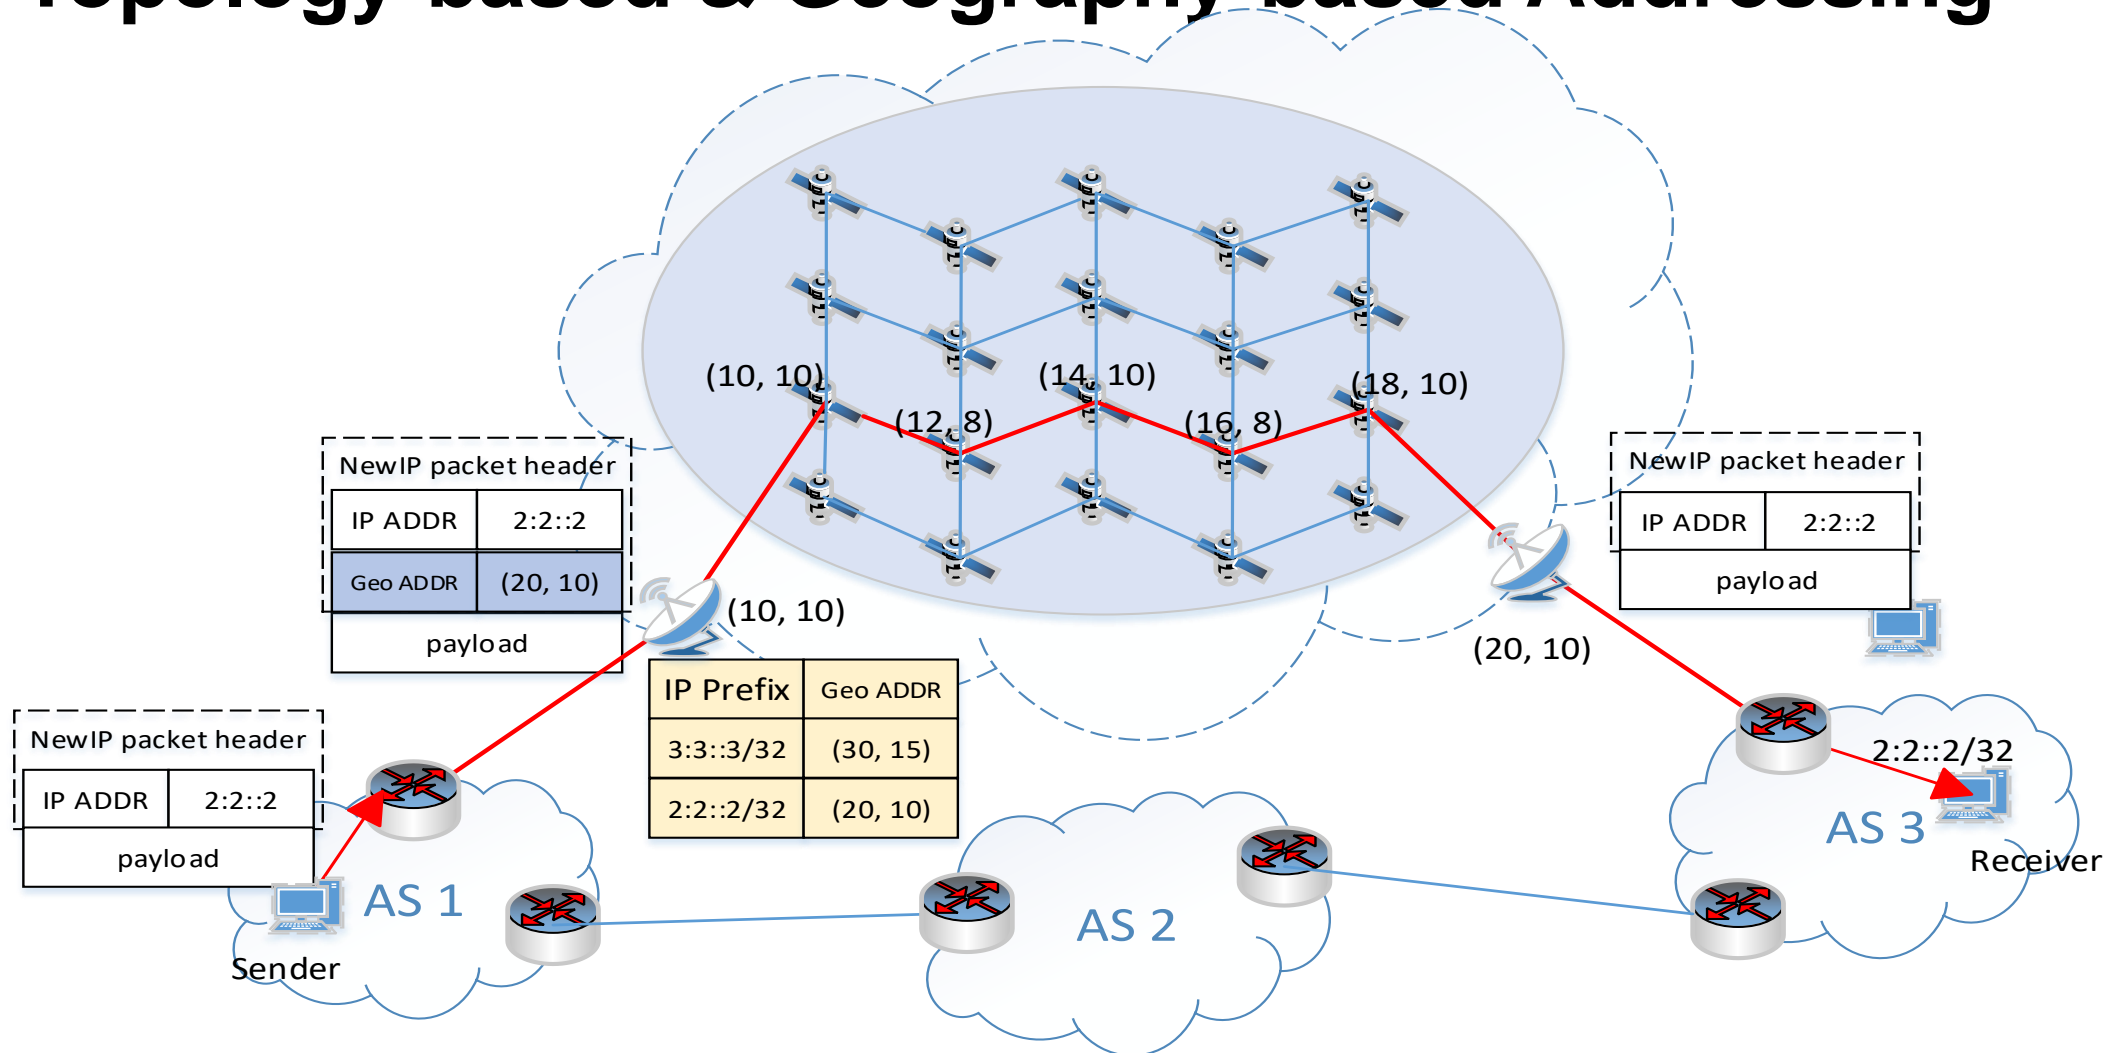 Topology-based & Geography-based Addressing
(10, 10)
(14, 10)
(18, 10)
(12, 8)
(16, 8)
NewIP packet header
IP ADDR 2:2::2
Geo ADDR (20, 10)
payload
NewIP packet header
IP ADDR 2:2::2
payload
(10, 10)
(20, 10)
IP Prefix Geo ADDR
3:3::3/32 (30, 15)
2:2::2/32 (20, 10)
NewIP packet header
IP ADDR 2:2::2
payload
2:2::2/32
AS 1
AS 2
AS 3
Sender
Receiver